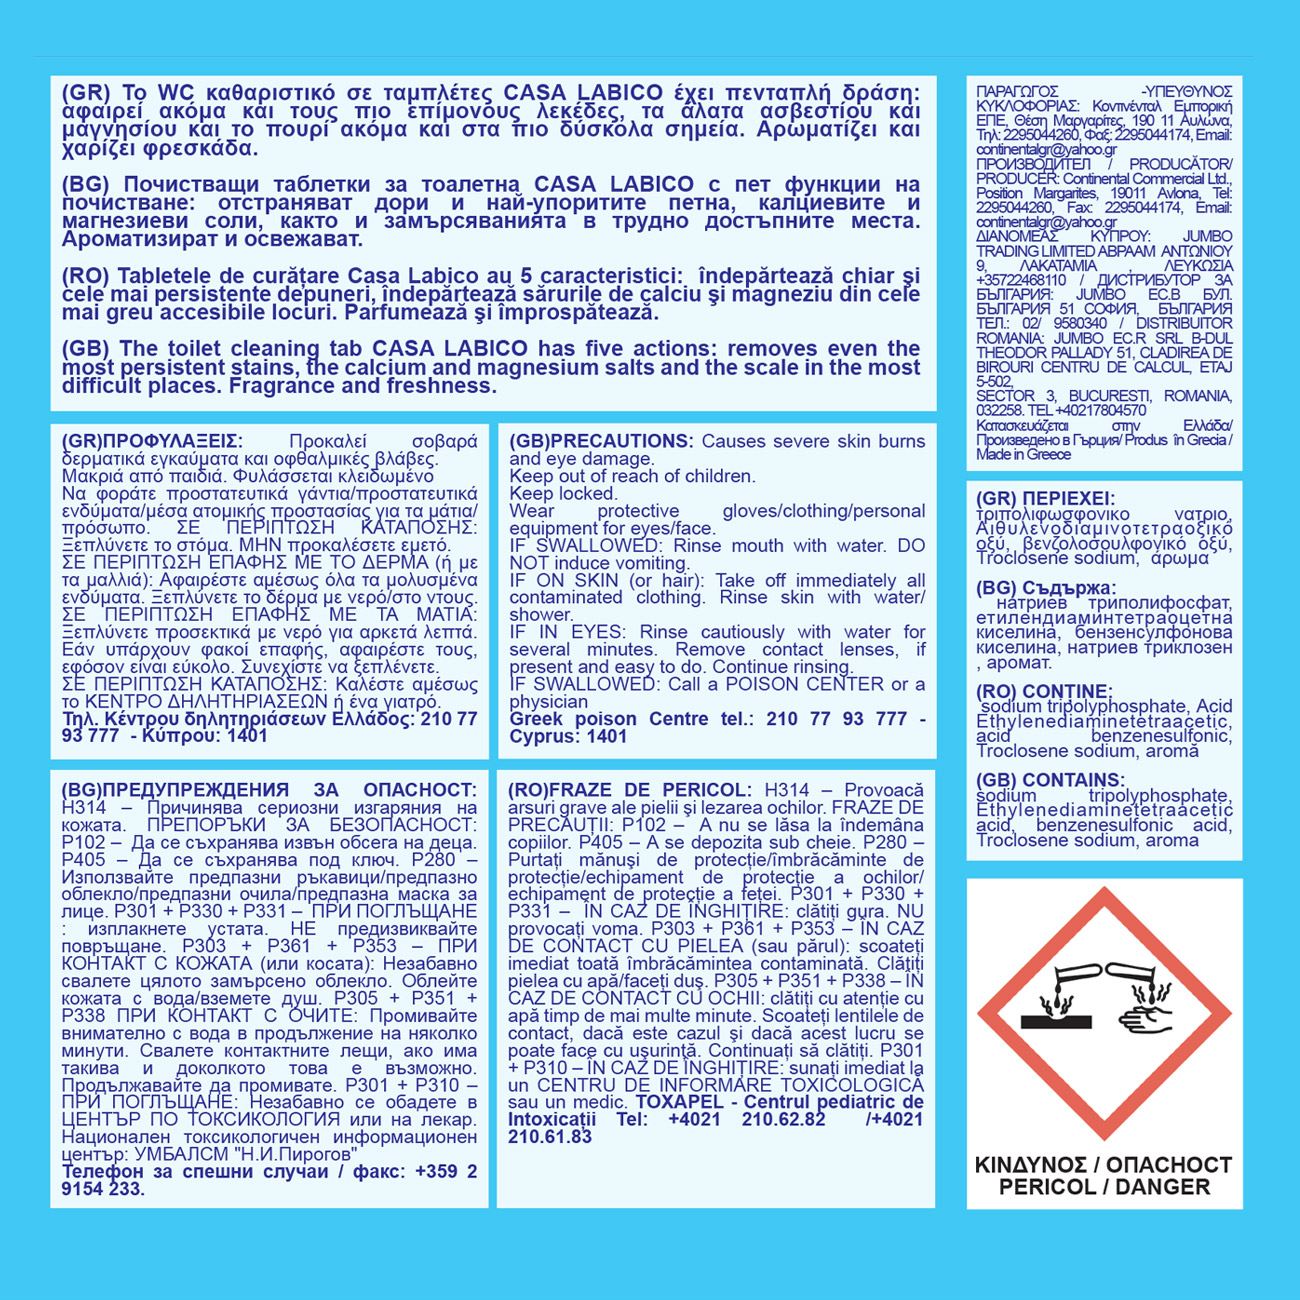 (GR) Το WC καθαριστικό σε ταμπλέτες CASA LABICO έχει πενταπλή δράση:
αφαιρεί ακόμα και τους πιο επίμονους λεκέδες, τα άλατα ασβεστίου και
μαγνησίου και το πουρί ακόμα και στα πιο δύσκολα σημεία. Αρωματίζει και
χαρίζει φρεσκάδα.
(BG) Почистващи таблетки за тоалетна CASA LABICO с пет функции на
почистване: отстраняват дори и най-упоритите петна, калциевите и
магнезиеви соли, както и замърсяванията в трудно достъпните места.
Ароматизират и освежават.
(RO) Tabletele de curăţare Casa Labico au 5 caracteristici: îndepărtează chiar şi
cele mai persistente depuneri, îndepărtează sărurile de calciu şi magneziu din cele
mai greu accesibile locuri. Parfumează şi împrospătează.
(GB) The toilet cleaning tab CASA LABICO has five actions: removes even the
most persistent stains, the calcium and magnesium salts and the scale in the most
difficult places. Fragrance and freshness.
(GR)ΠΡΟΦΥΛΑΞΕΙΣ: Προκαλεί σοβαρά
δερματικά εγκαύματα και οφθαλμικές βλάβες.
Μακριά από παιδιά. Φυλάσσεται κλειδωμένο
Να φοράτε προστατευτικά γάντια/προστατευτικά
ενδύματα/μέσα ατομικής προστασίας για τα μάτια/
πρόσωπο. ΣΕ ΠΕΡΙΠΤΩΣΗ ΚΑΤΑΠΟΣΗΣ:
Ξεπλύνετε το στόμα. ΜΗΝ προκαλέσετε εμετό.
ΣΕ ΠΕΡΙΠΤΩΣΗ ΕΠΑΦΗΣ ΜΕ ΤΟ ΔΕΡΜΑ (ή με
τα μαλλιά): Αφαιρέστε αμέσως όλα τα μολυσμένα
ενδύματα. Ξεπλύνετε το δέρμα με νερό/στο ντους.
ΣΕ ΠΕΡΙΠΤΩΣΗ ΕΠΑΦΗΣ ΜΕ ΤΑ ΜΑΤΙΑ:
Ξεπλύνετε προσεκτικά με νερό για αρκετά λεπτά.
Εάν υπάρχουν φακοί επαφής, αφαιρέστε τους,
εφόσον είναι εύκολο. Συνεχίστε να ξεπλένετε.
ΣΕ ΠΕΡΙΠΤΩΣΗ ΚΑΤΑΠΟΣΗΣ: Καλέστε αμέσως
το ΚΕΝΤΡΟ ΔΗΛΗΤΗΡΙΑΣΕΩΝ ή ένα γιατρό.
Τηλ. Κέντρου δηλητηριάσεων Ελλάδος: 210 77
93 777 - Κύπρου: 1401
(GB)PRECAUTIONS: Causes severe skin burns
and eye damage.
Keep out of reach of children.
Keep locked.
Wear protective gloves/clothing/personal
equipment for eyes/face.
IF SWALLOWED: Rinse mouth with water. DO
NOT induce vomiting.
IF ON SKIN (or hair): Take off immediately all
contaminated clothing. Rinse skin with water/
shower.
IF IN EYES: Rinse cautiously with water for
several minutes. Remove contact lenses, if
present and easy to do. Continue rinsing.
IF SWALLOWED: Call a POISON CENTER or a
physician
Greek poison Centre tel.: 210 77 93 777 -
Cyprus: 1401
(BG)ПРЕДУПРЕЖДЕНИЯ ЗА ОПАСНОСТ:
H314 – Причинява сериозни изгаряния на
кожата. ПРЕПОРЪКИ ЗА БЕЗОПАСНОСТ:
P102 – Да се съхранява извън обсега на деца.
P405 – Да се съхранява под ключ. P280 –
Използвайте предпазни ръкавици/предпазно
облекло/предпазни очила/предпазна маска за
лице. P301 + P330 + P331 – ПРИ ПОГЛЪЩАНЕ
: изплакнете устата. НЕ предизвиквайте
повръщане. P303 + P361 + P353 – ПРИ
КОНТАКТ С КОЖАТА (или косата): Незабавно
свалете цялото замърсено облекло. Облейте
кожата с вода/вземете душ. P305 + P351 +
P338 ПРИ КОНТАКТ С ОЧИТЕ: Промивайте
внимателно с вода в продължение на няколко
минути. Свалете контактните лещи, ако има
такива и доколкото това е възможно.
Продължавайте да промивате. P301 + P310 –
ПРИ ПОГЛЪЩАНЕ: Незабавно се обадете в
ЦЕНТЪР ПО ТОКСИКОЛОГИЯ или на лекар.
Национален токсикологичен информационен
център: УМБАЛСМ "Н.И.Пирогов"
Телефон за спешни случаи / факс: +359 2
9154 233.
(RO)FRAZE DE PERICOL: H314 – Provoacă
arsuri grave ale pielii şi lezarea ochilor. FRAZE DE
PRECAUŢII: P102 – A nu se lăsa la îndemâna
copiilor. P405 – A se depozita sub cheie. P280 –
Purtaţi mănuşi de protecţie/îmbrăcăminte de
protecţie/echipament de protecţie a ochilor/
echipament de protecţie a feţei. P301 + P330 +
P331 – ÎN CAZ DE ÎNGHIŢIRE: clătiţi gura. NU
provocaţi voma. P303 + P361 + P353 – ÎN CAZ
DE CONTACT CU PIELEA (sau părul): scoateţi
imediat toată îmbrăcămintea contaminată. Clătiţi
pielea cu apă/faceţi duş. P305 + P351 + P338 – ÎN
CAZ DE CONTACT CU OCHII: clătiţi cu atenţie cu
apă timp de mai multe minute. Scoateţi lentilele de
contact, dacă este cazul şi dacă acest lucru se
poate face cu uşurinţă. Continuaţi să clătiţi. P301
+ P310 – ÎN CAZ DE ÎNGHIŢIRE: sunaţi imediat la
un CENTRU DE INFORMARE TOXICOLOGICĂ
sau un medic. TOXAPEL - Centrul pediatric de
Intoxicaţii Tel: +4021 210.62.82 /+4021
210.61.83
ΠΑΡΑΓΩΓΟΣ -ΥΠΕΥΘΥΝΟΣ
ΚΥΚΛΟΦΟΡΙΑΣ: Κοντινένταλ Εμπορική
ΕΠΕ, Θέση Μαργαρίτες, 190 11 Αυλώνα,
Τηλ: 2295044260, Φαξ: 2295044174, Email:
continentalgr@yahoo.gr
ПРОИЗВОДИТЕЛ / PRODUCĂTOR/
PRODUCER: Continental Commercial Ltd.,
Position Margarites, 19011 Avlona, Tel:
2295044260, Fax: 2295044174, Email:
continentalgr@yahoo.gr
ΔΙΑΝΟΜΕΑΣ ΚΥΠΡΟΥ: JUMBO
TRADING LIMITED ΑΒΡΑΑΜ ΑΝΤΩΝΙΟΥ
9, ΛΑΚΑΤΑΜΙΑ , ΛΕΥΚΩΣΙΑ
+35722468110 / ДИСТРИБУТОР ЗА
БЪЛГАРИЯ: JUMBO EC.B БУЛ.
БЪЛГАРИЯ 51 СОФИЯ, БЪЛГАРИЯ
ТЕЛ.: 02/ 9580340 / DISTRIBUITOR
ROMANIA: JUMBO EC.R SRL B-DUL
THEODOR PALLADY 51, CLADIREA DE
BIROURI CENTRU DE CALCUL, ETAJ
5-502,
SECTOR 3, BUCURESTI, ROMANIA,
032258. TEL +40217804570
Κατασκευάζεται στην Ελλάδα/
Произведено в Гърция/ Produs în Grecia /
Made in Greece
(GR) ΠΕΡΙΕΧΕΙ:
τριπολιφωσφονικο νατριο,
Αιθυλενοδιαμινοτετραοξικό
οξύ, βενζολοσουλφονικό οξύ,
Troclosene sodium, άρωμα
(BG) Съдържа:
натриев триполифосфат,
етилендиаминтетраоцетна
киселина, бензенсулфонова
киселина, натриев триклозен
, аромат.
(RO) CONTINE:
sodium tripolyphosphate, Acid
Ethylenediaminetetraacetic,
acid benzenesulfonic,
Troclosene sodium, aromă
(GB) CONTAINS:
sodium tripolyphosphate,
Ethylenediaminetetraacetic
acid, benzenesulfonic acid,
Troclosene sodium, aroma
ΚΙΝΔΥΝΟΣ / ОПАСНОСТ
PERICOL / DANGER